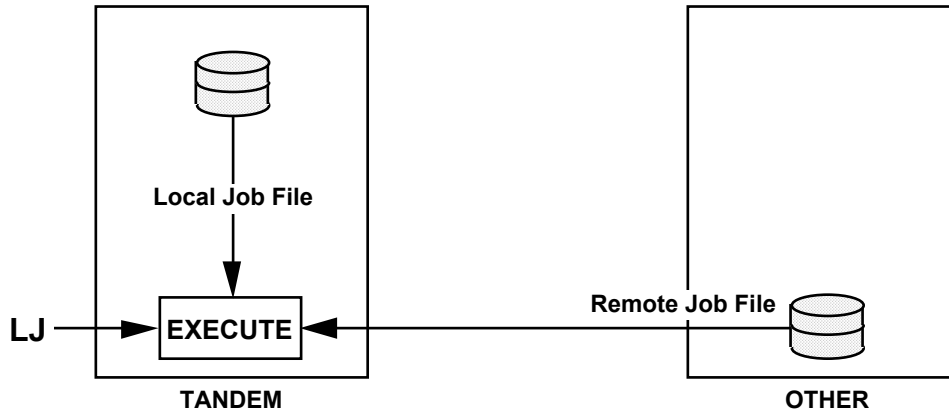 Local Job File
Remote Job File
LJ
EXECUTE
TANDEM
OTHER